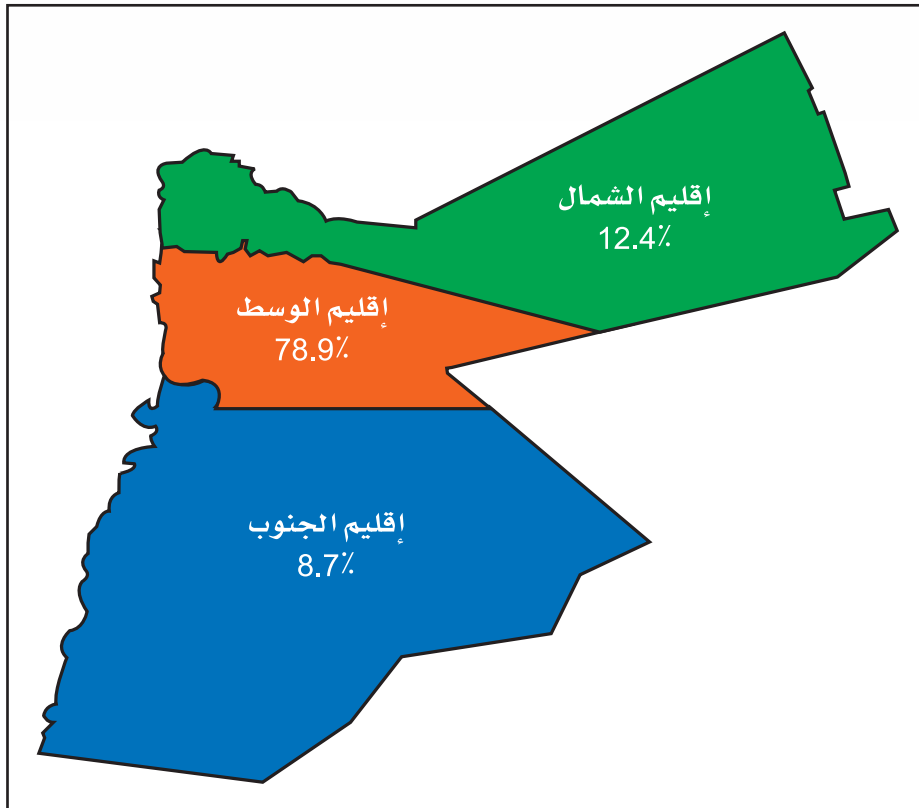 إقليم الشمال
12.4٪
إقليم الوسط
78.9٪
إقليم الجنوب
8.7٪